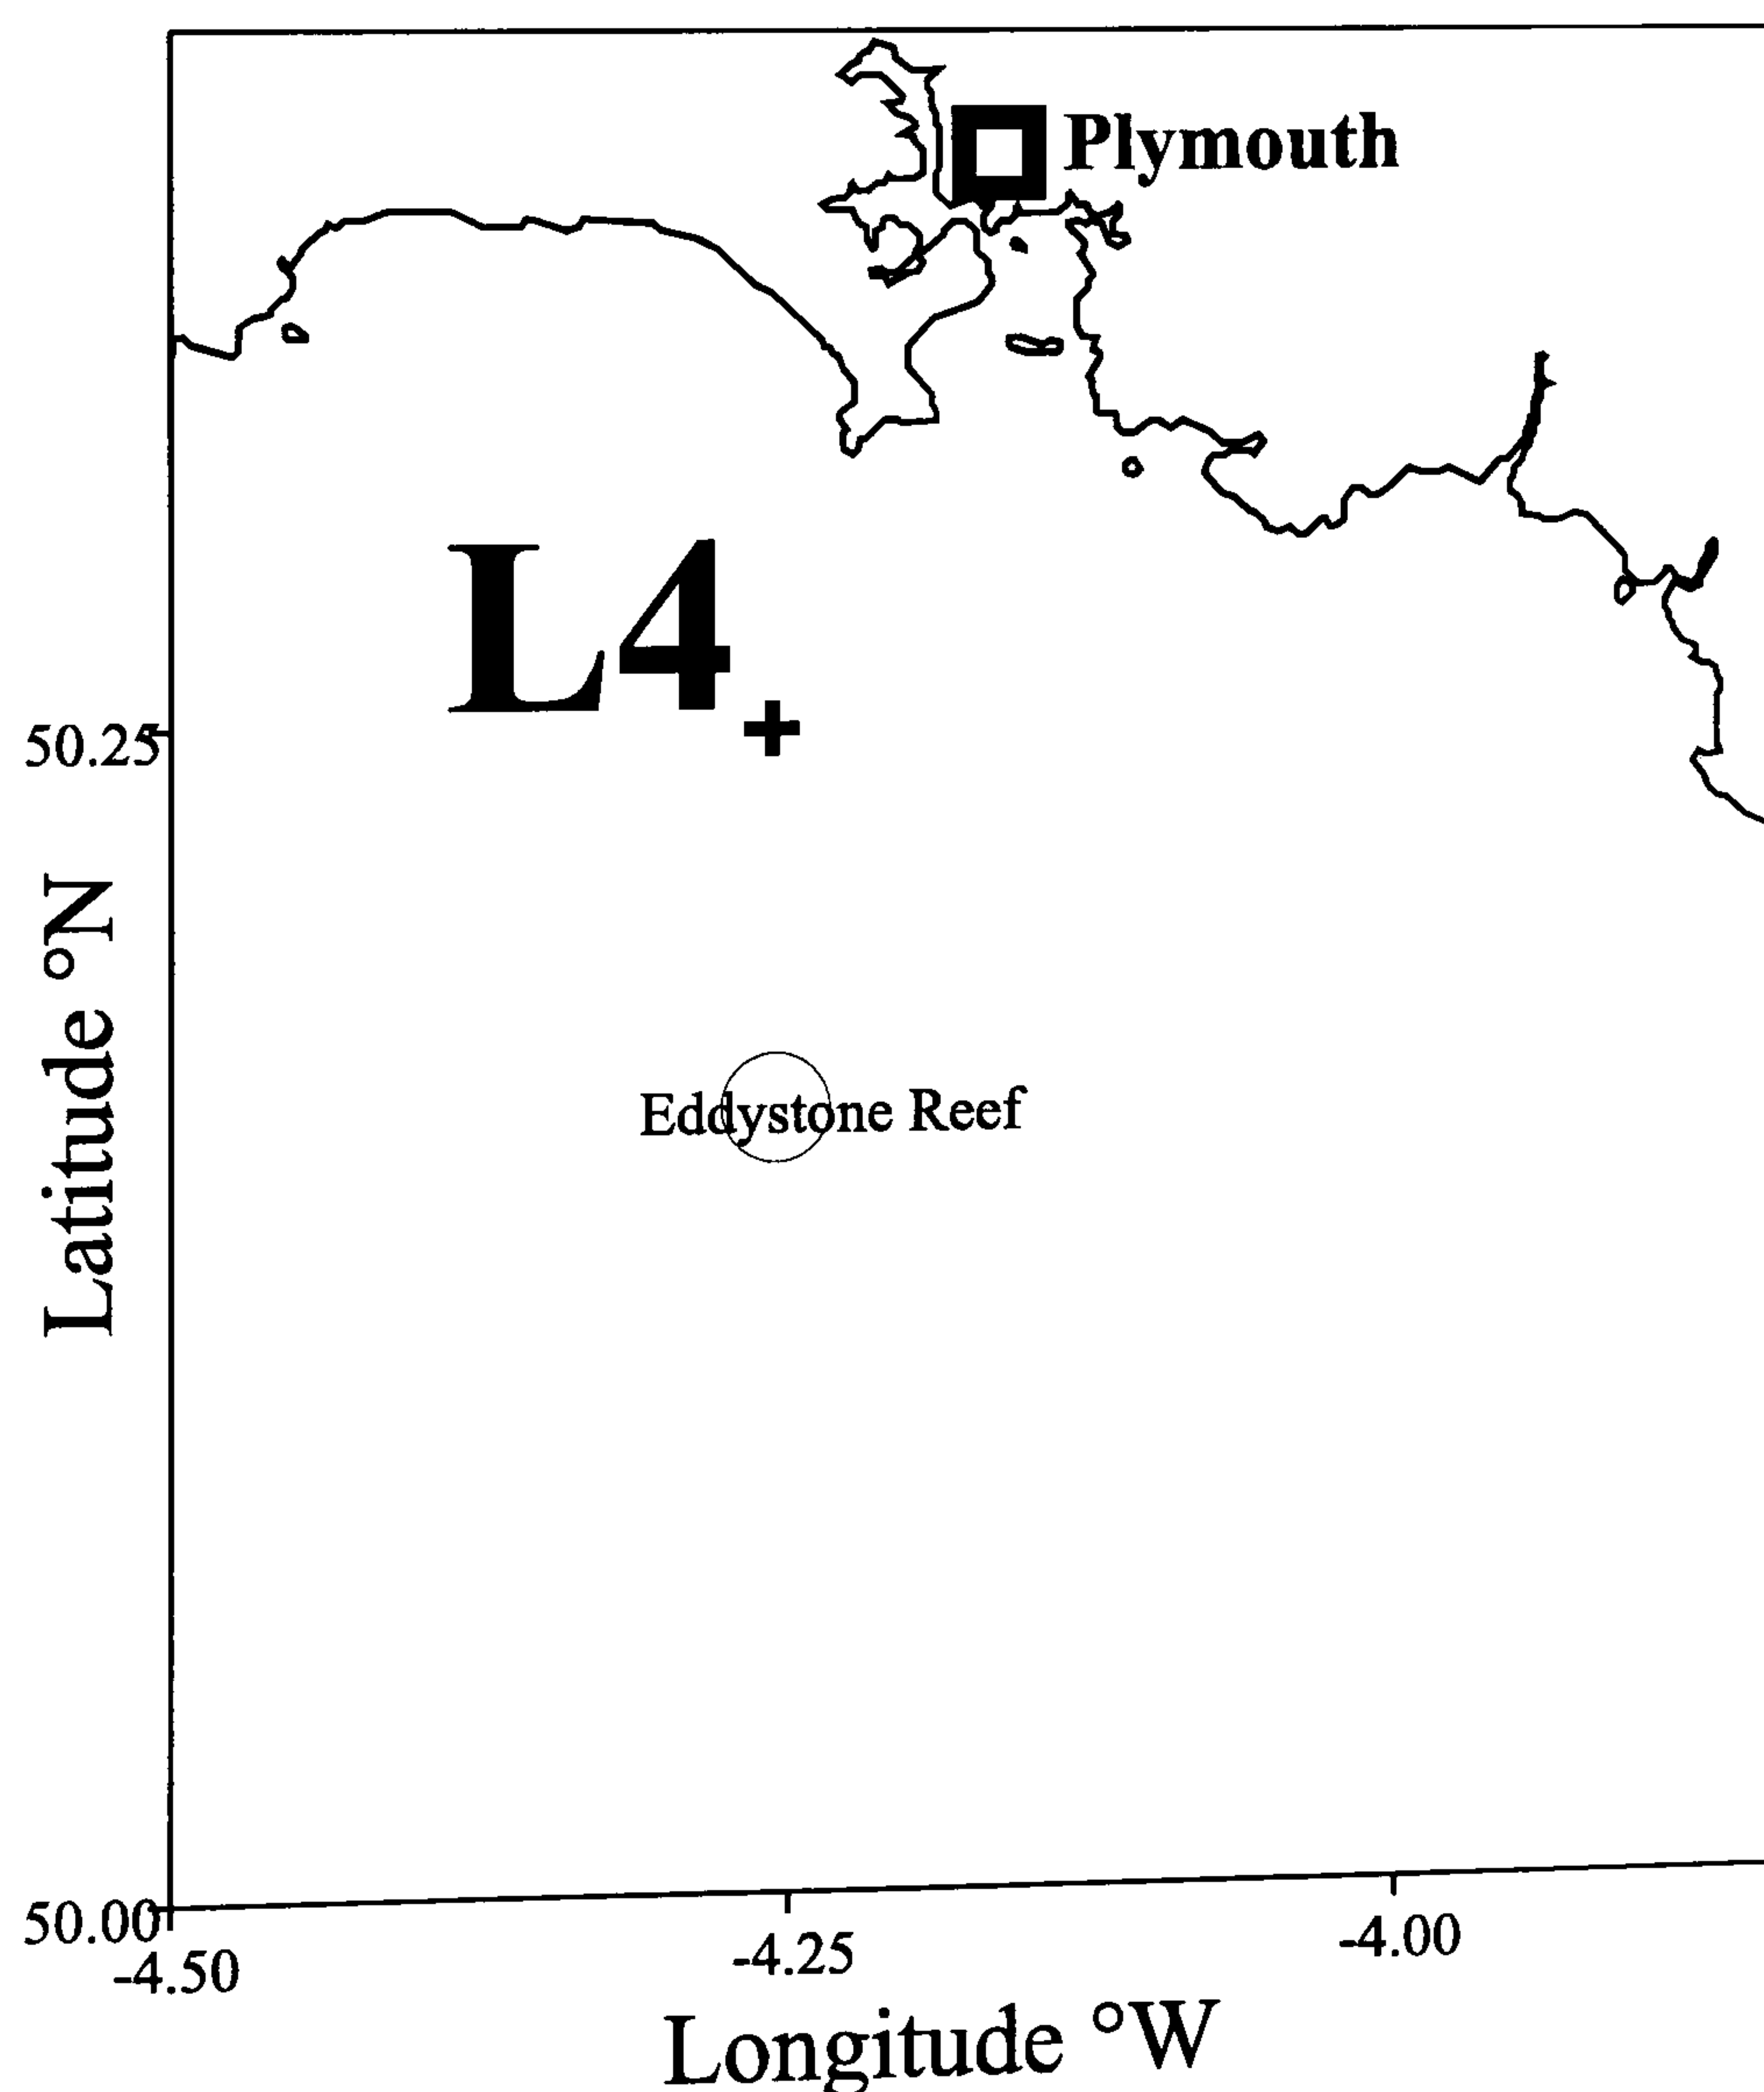 Plymouth
L4
50.25
Latitude °N
Eddystone Reef
50.00
-4.50
-4.25
-4.00
Longitude °W